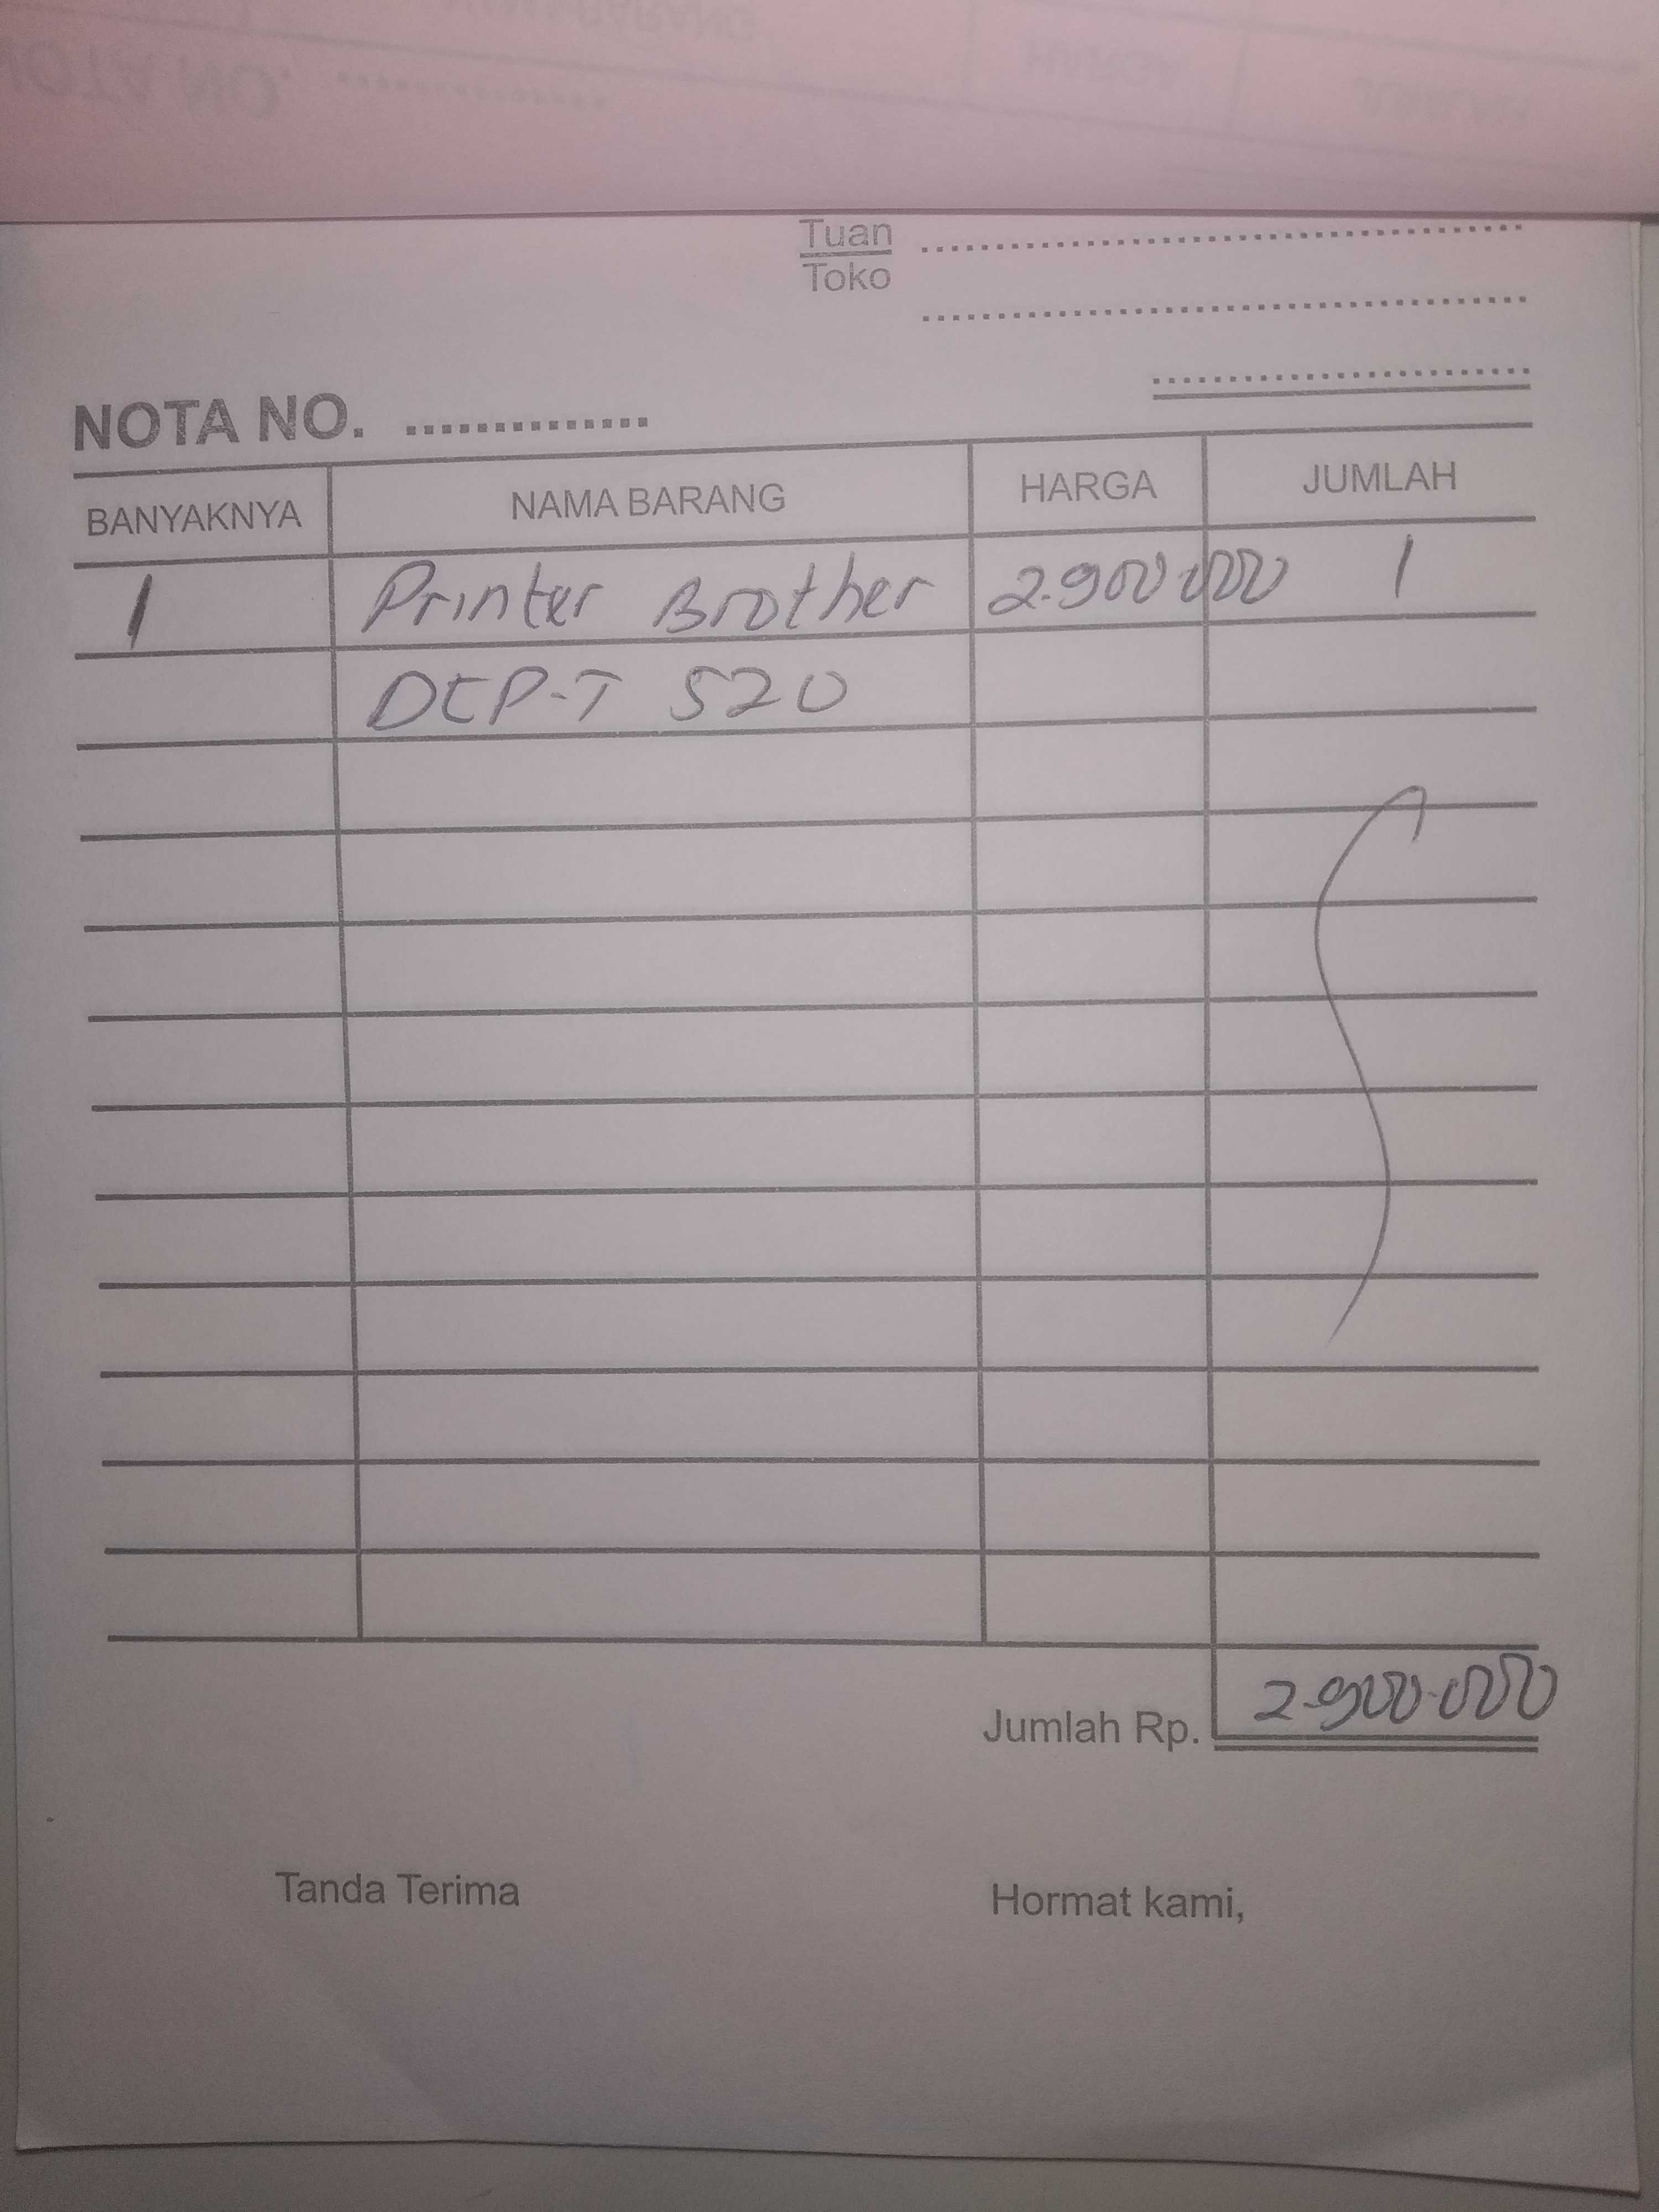 Tuan
Toko
NOTA NO. ..............
BANYAKNYA NAMA BARANG HARGA JUMLAH
1 Printer Brother 2.900.000 1
DCP-T 520
Jumlah Rp. 2.900.000
Tanda Terima Hormat kami,